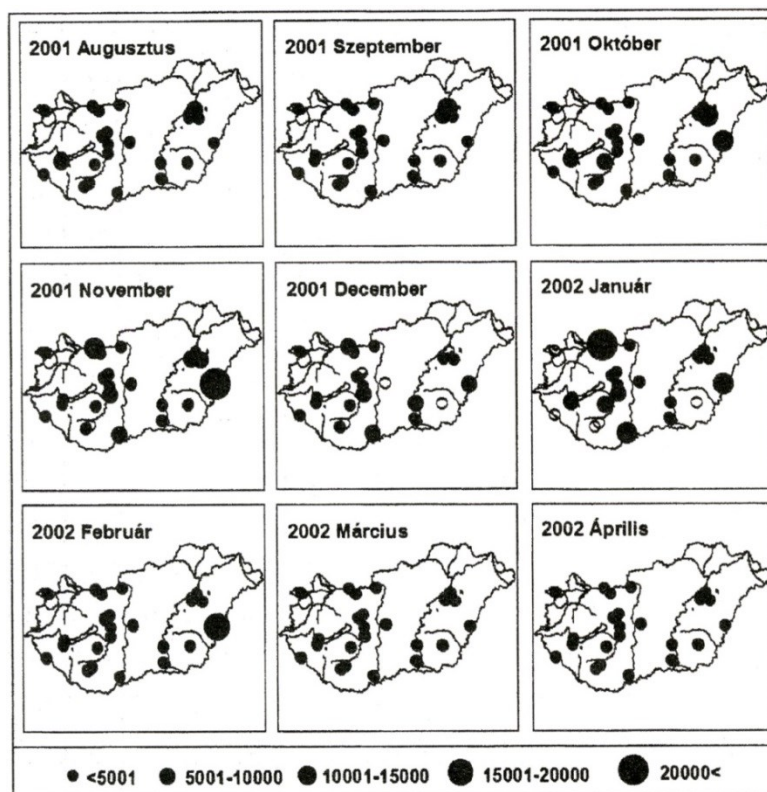 2001 Augusztus
2001 Szeptember
2001 Október
2001 November
2001 December
2002 Január
2002 Február
2002 Március
2002 Április
<5001 5001-10000 10001-15000 15001-20000 20000<